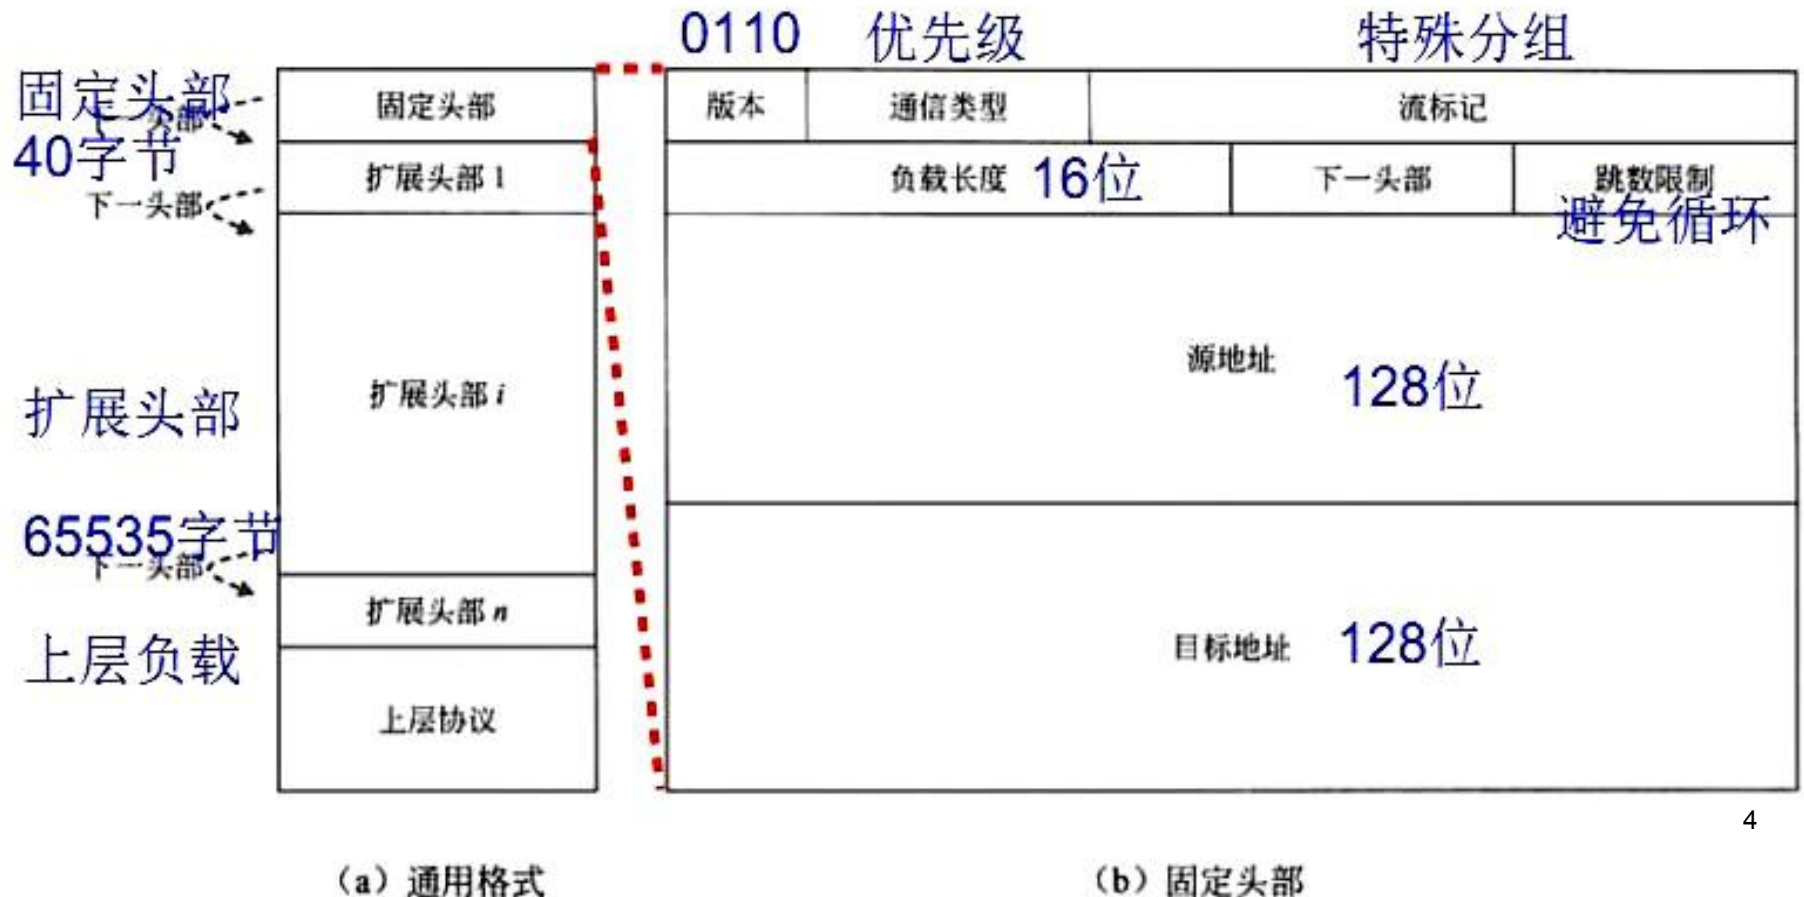 0110 优先级 特殊分组
固定头部
下一头部
40字节
下一头部
扩展头部
65535字节
下一头部
上层负载
固定头部
扩展头部 1
扩展头部 i
扩展头部 n
上层协议
版本 通信类型 流标记
负载长度 16位 下一头部 跳数限制
避免循环
源地址 128位
目标地址 128位
4
(a) 通用格式 (b) 固定头部